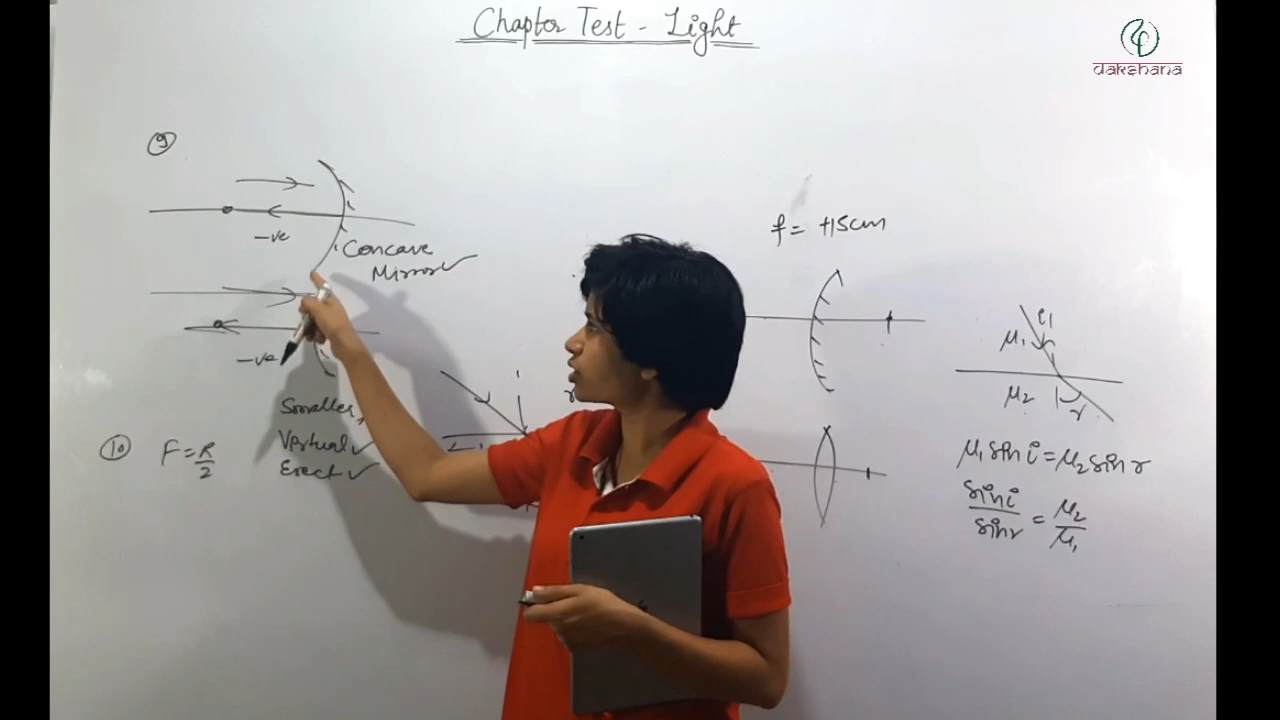 Chapter Test - Light
dakshana
9
-ve
Concave
Mirror
-ve
Smaller,
Virtual
Erect
10 F = R/2
r
f = +15cm
μ₁
μ₂
r
μ₁ sin i = μ₂ sin r
sin i / sin r = μ₂ / μ₁